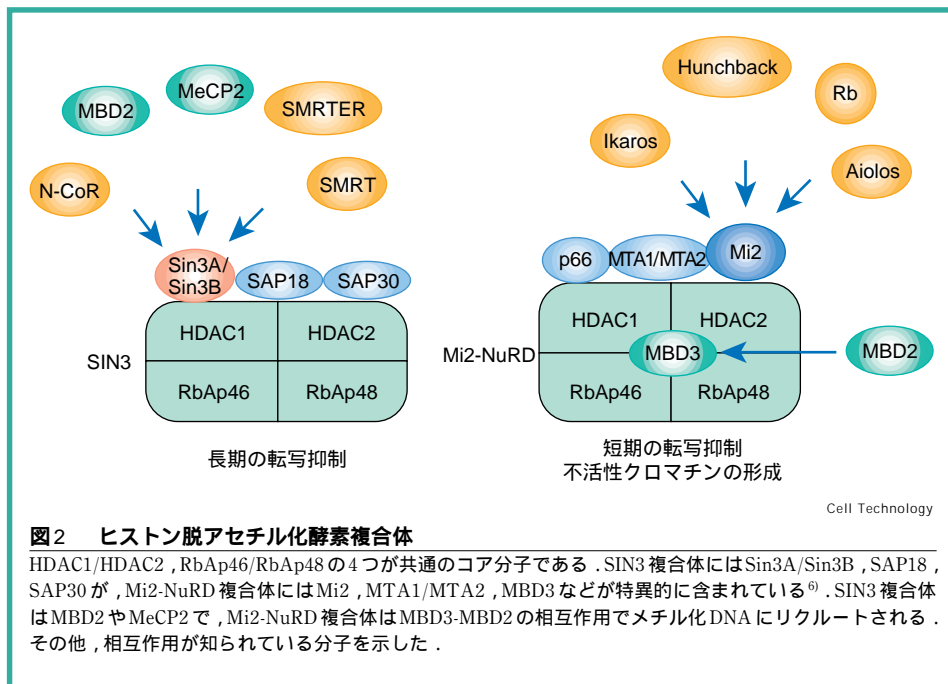 MBD2
MeCP2
SMRTER
N-CoR
SMRT
Sin3A/
Sin3B
SAP18
SAP30
SIN3
HDAC1
HDAC2
RbAp46
RbAp48
長期の転写抑制
Hunchback
Rb
Ikaros
Aiolos
p66
MTA1/MTA2
Mi2
Mi2-NuRD
HDAC1
HDAC2
MBD3
MBD2
RbAp46
RbAp48
短期の転写抑制
不活性クロマチンの形成
Cell Technology
図2 ヒストン脱アセチル化酵素複合体
HDAC1/HDAC2 , RbAp46/RbAp48の4つが共通のコア分子である . SIN3複合体にはSin3A/Sin3B , SAP18 ,
SAP30が , Mi2-NuRD複合体にはMi2 , MTA1/MTA2 , MBD3などが特異的に含まれている6) . SIN3複合体
はMBD2やMeCP2で , Mi2-NuRD複合体はMBD3-MBD2の相互作用でメチル化DNAにリクルートされる .
その他 , 相互作用が知られている分子を示した .